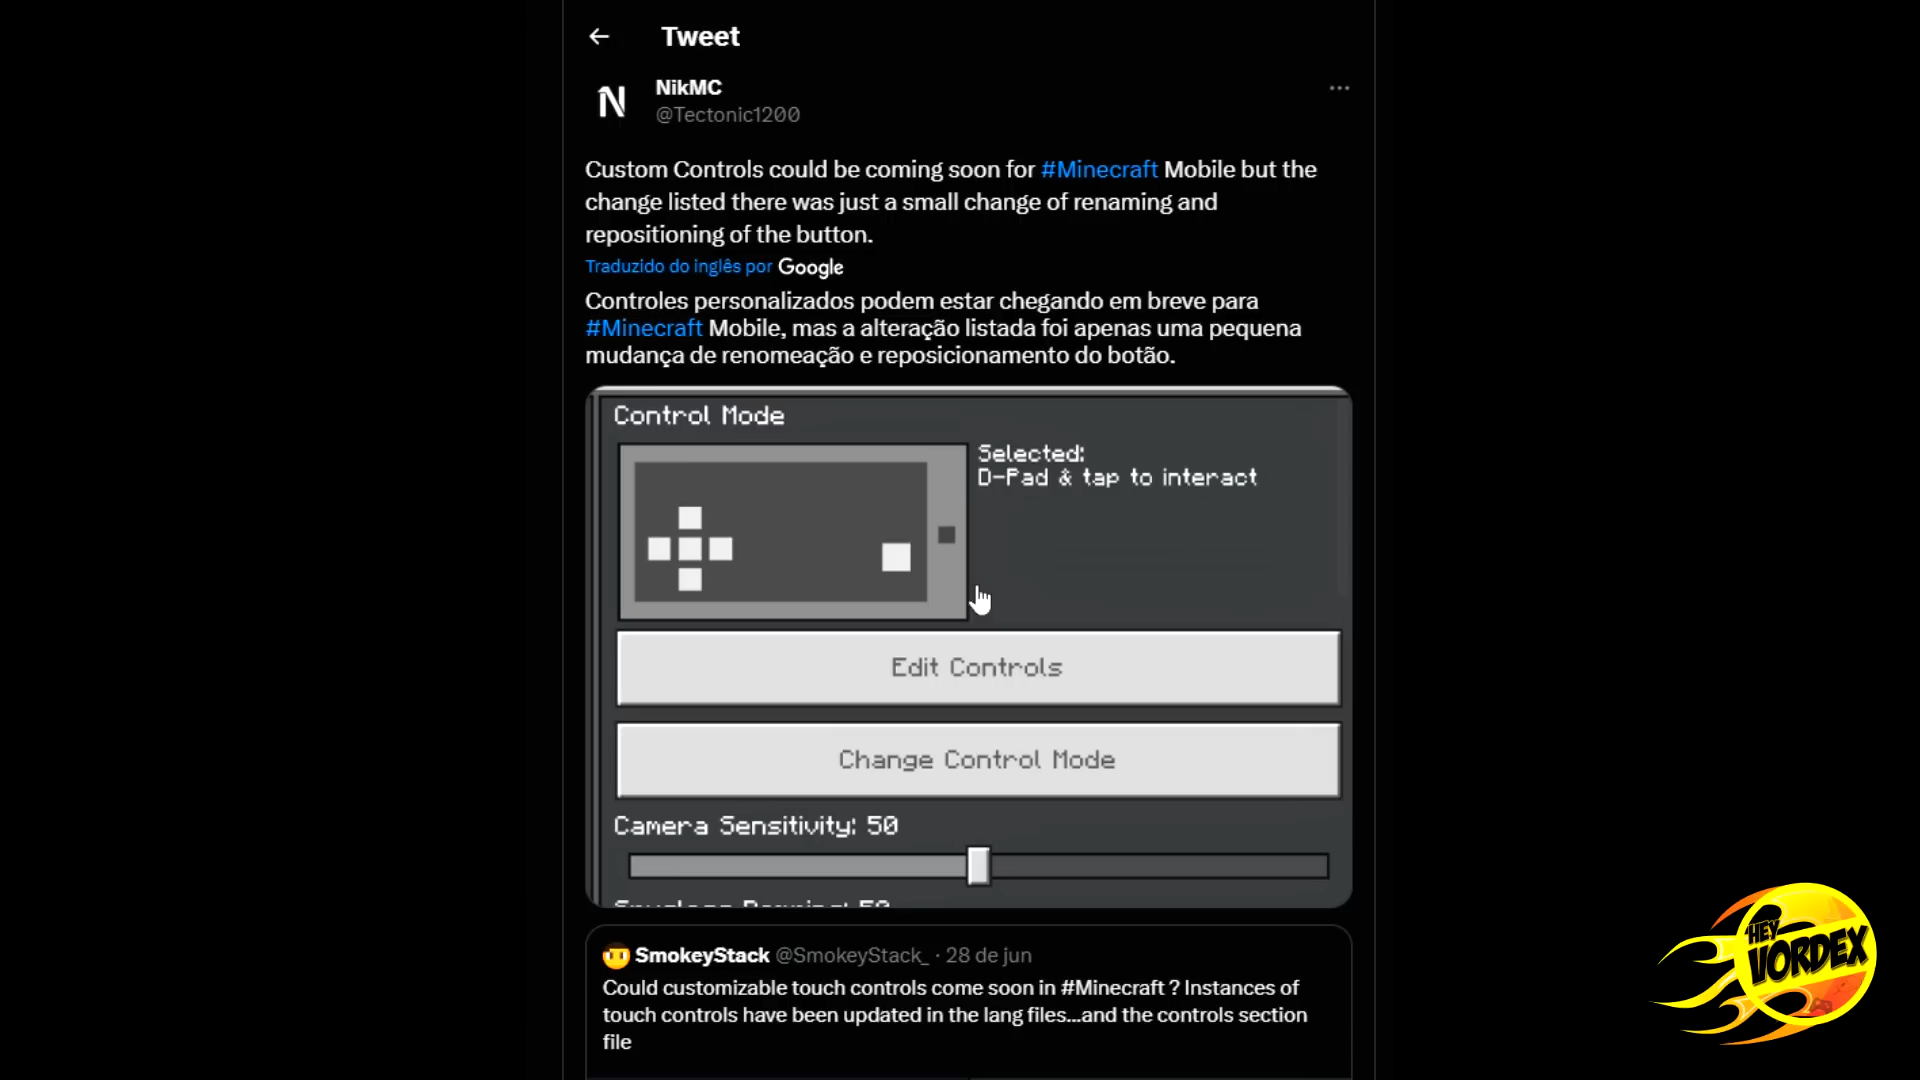 Tweet
NikMC
@Tectonic1200
Custom Controls could be coming soon for #Minecraft Mobile but the
change listed there was just a small change of renaming and
repositioning of the button.
Traduzido do inglês por Google
Controles personalizados podem estar chegando em breve para
#Minecraft Mobile, mas a alteração listada foi apenas uma pequena
mudança de renomeação e reposicionamento do botão.
Control Mode
Selected:
D-Pad & tap to interact
Edit Controls
Change Control Mode
Camera Sensitivity: 50
SmokeyStack @SmokeyStack_ · 28 de jun
Could customizable touch controls come soon in #Minecraft ? Instances of
touch controls have been updated in the lang files...and the controls section
file
HEY
VORDEX